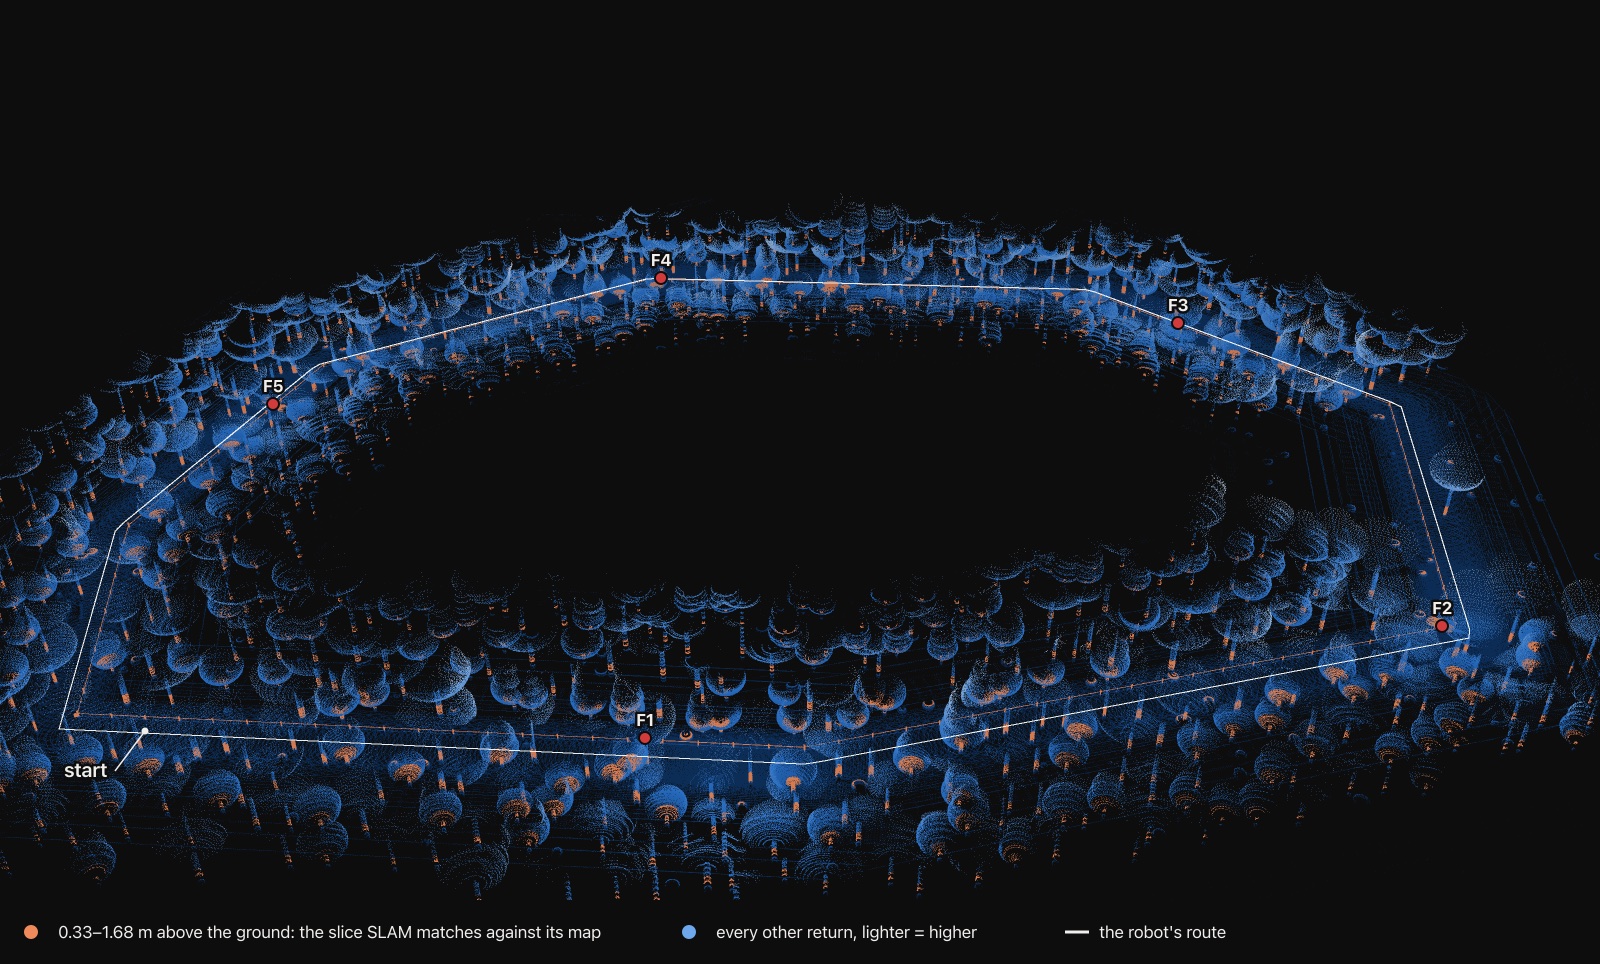 F4
F3
F5
F2
F1
start
0.33–1.68 m above the ground: the slice SLAM matches against its map
every other return, lighter = higher
the robot's route